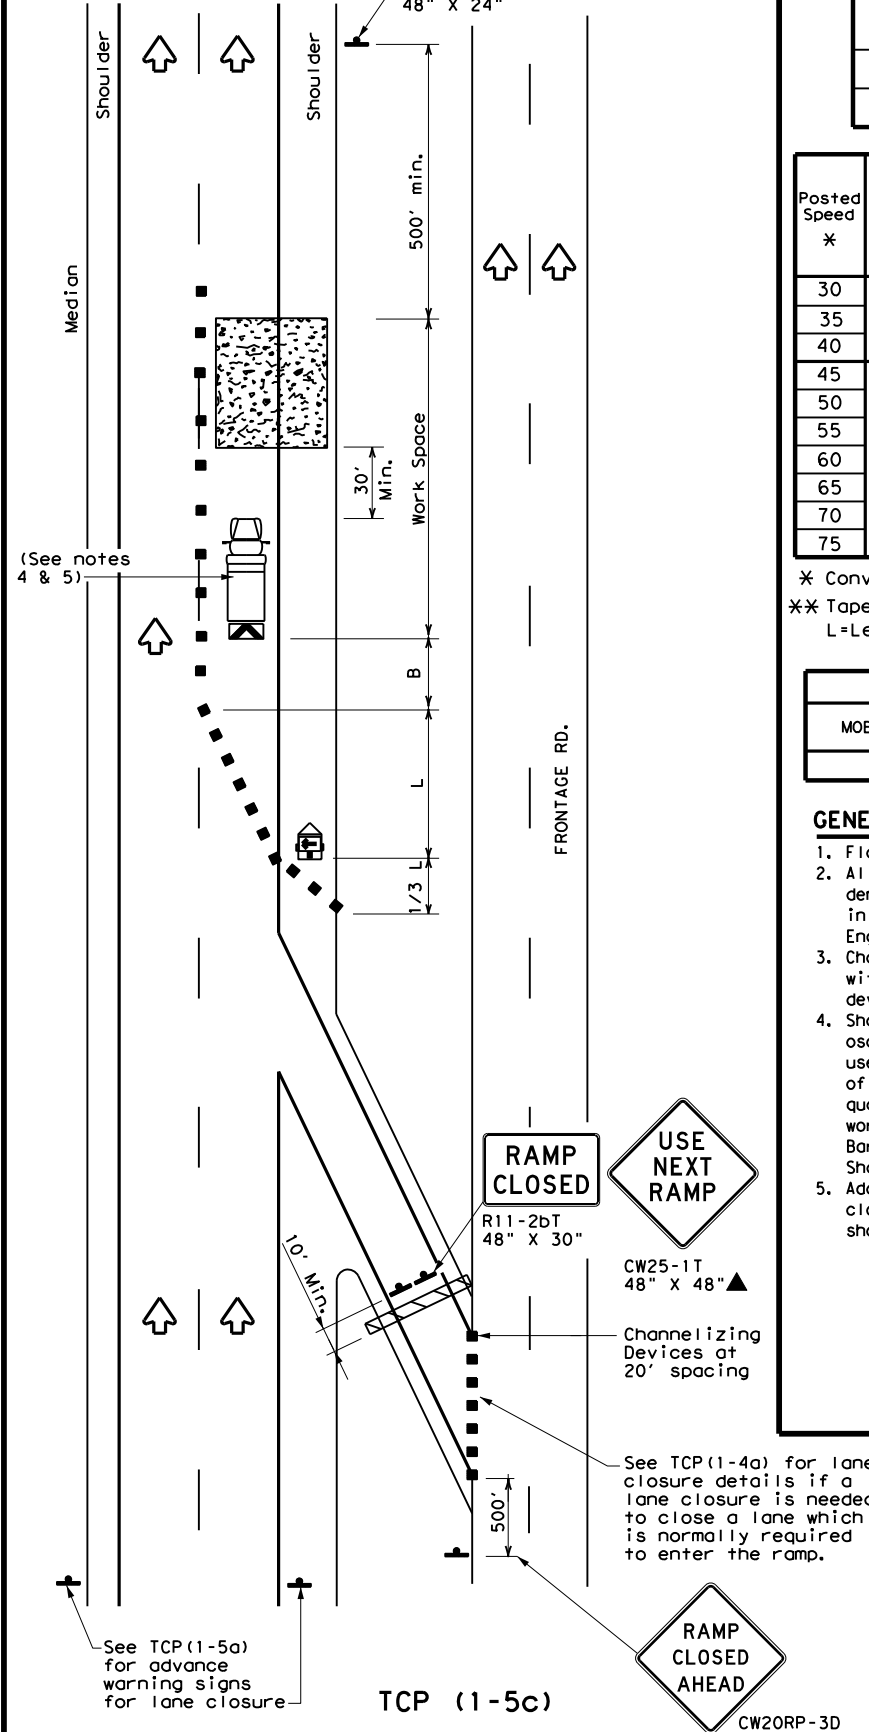 48" X 24"
Shoulder
Shoulder
500' min.
Posted
Speed
*
Median
30
35
40
45
50
55
60
65
70
75
30'
Min.
Work Space
(See notes
4 & 5)
* Conv
** Tape
L=Le
B
MOB
L
FRONTAGE RD.
GENE
1/3 L
1. Flo
2. Al
der
in
Eng
3. Cha
wit
dev
4. Sho
osc
use
of
qua
wor
Bar
Sho
5. Add
clo
sho
RAMP
CLOSED
R11-2bT
48" X 30"
USE
NEXT
RAMP
CW25-1T
48" X 48"▲
10' Min.
Channelizing
Devices at
20' spacing
See TCP(1-4a) for lane
closure details if a
lane closure is needed
to close a lane which
is normally required
to enter the ramp.
500'
See TCP(1-5a)
for advance
warning signs
for lane closure
RAMP
CLOSED
AHEAD
CW20RP-3D
TCP (1-5c)